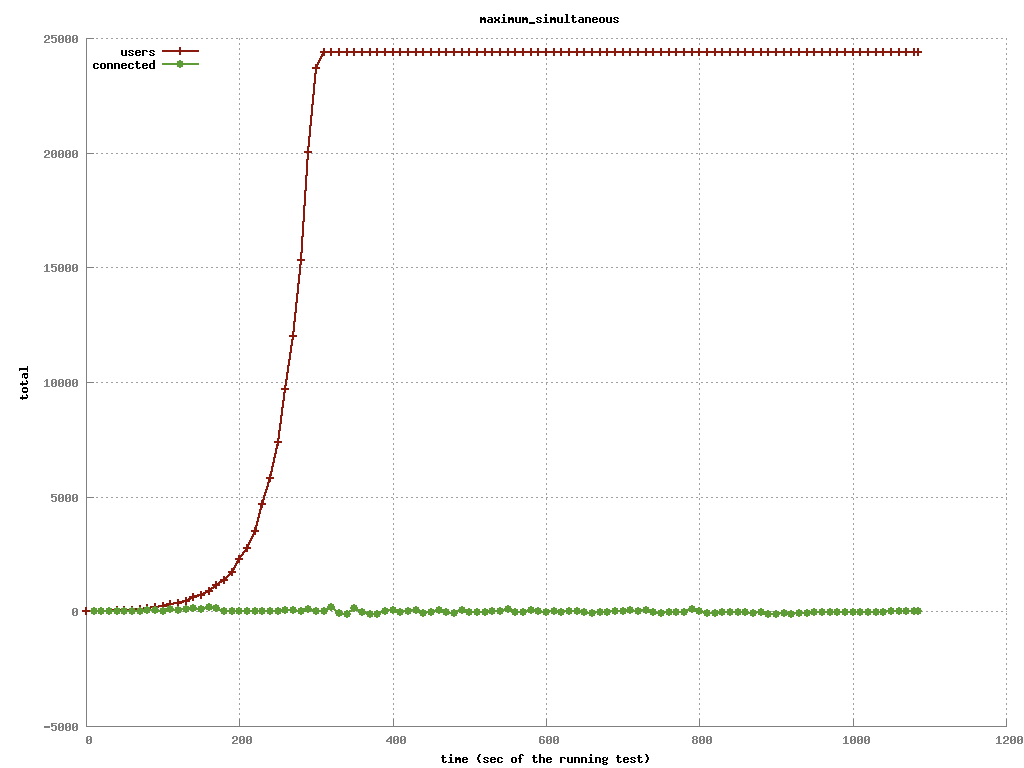 maximum_simultaneous
25000
users
connected
20000
15000
10000
total
5000
0
-5000
0 200 400 600 800 1000 1200
time (sec of the running test)